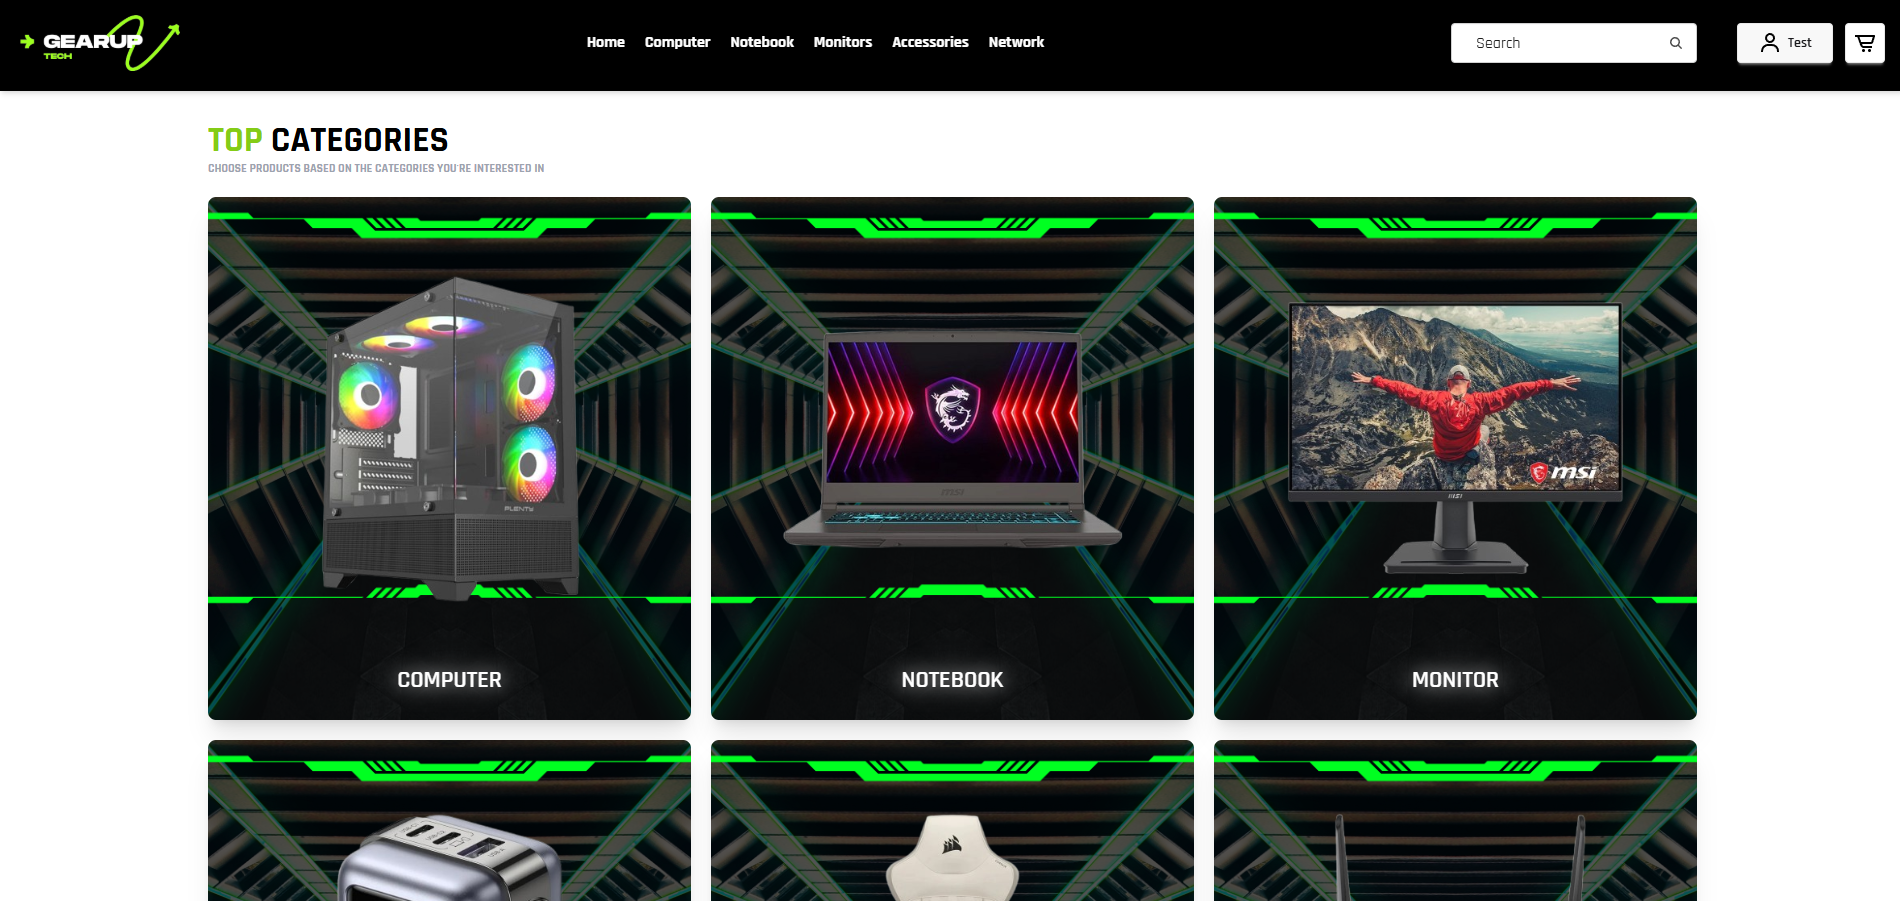 GEARUP
TECH
Home
Computer
Notebook
Monitors
Accessories
Network
Search
Test
TOP CATEGORIES
CHOOSE PRODUCTS BASED ON THE CATEGORIES YOU'RE INTERESTED IN
PLENTY
msi
msi
msi
COMPUTER
NOTEBOOK
MONITOR